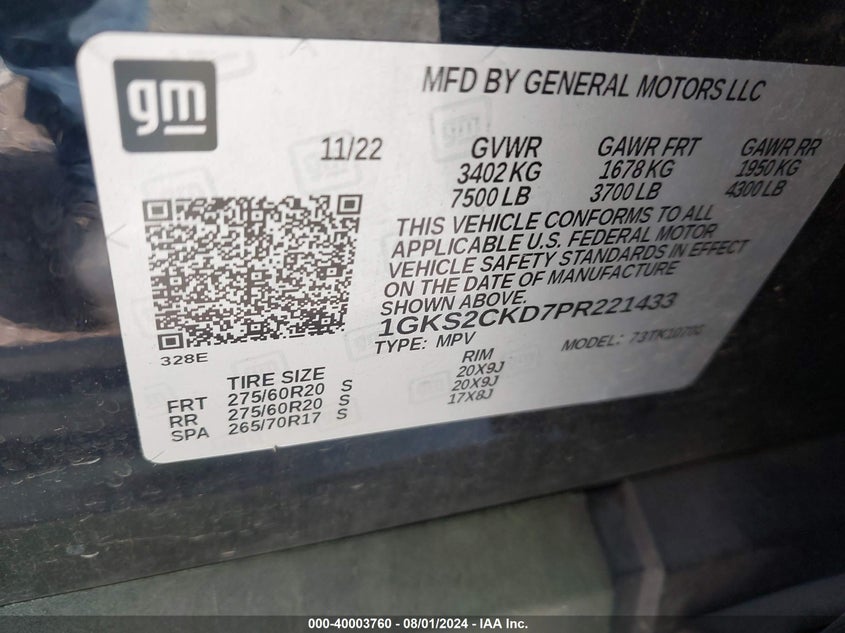 gm
MFD BY GENERAL MOTORS LLC
11/22 GVWR GAWR FRT GAWR RR
3402 KG 1678 KG 1950 KG
7500 LB 3700 LB 4300 LB
THIS VEHICLE CONFORMS TO ALL
APPLICABLE U.S. FEDERAL MOTOR
VEHICLE SAFETY STANDARDS IN EFFECT
ON THE DATE OF MANUFACTURE
SHOWN ABOVE.
1GKS2CKD7PR221433
TYPE: MPV MODEL:
328E
TIRE SIZE RIM
FRT 275/60R20 S 20X9J
RR 275/60R20 S 20X9J
SPA 265/70R17 S 17X8J
000-40003760 - 08/01/2024 - IAA Inc.